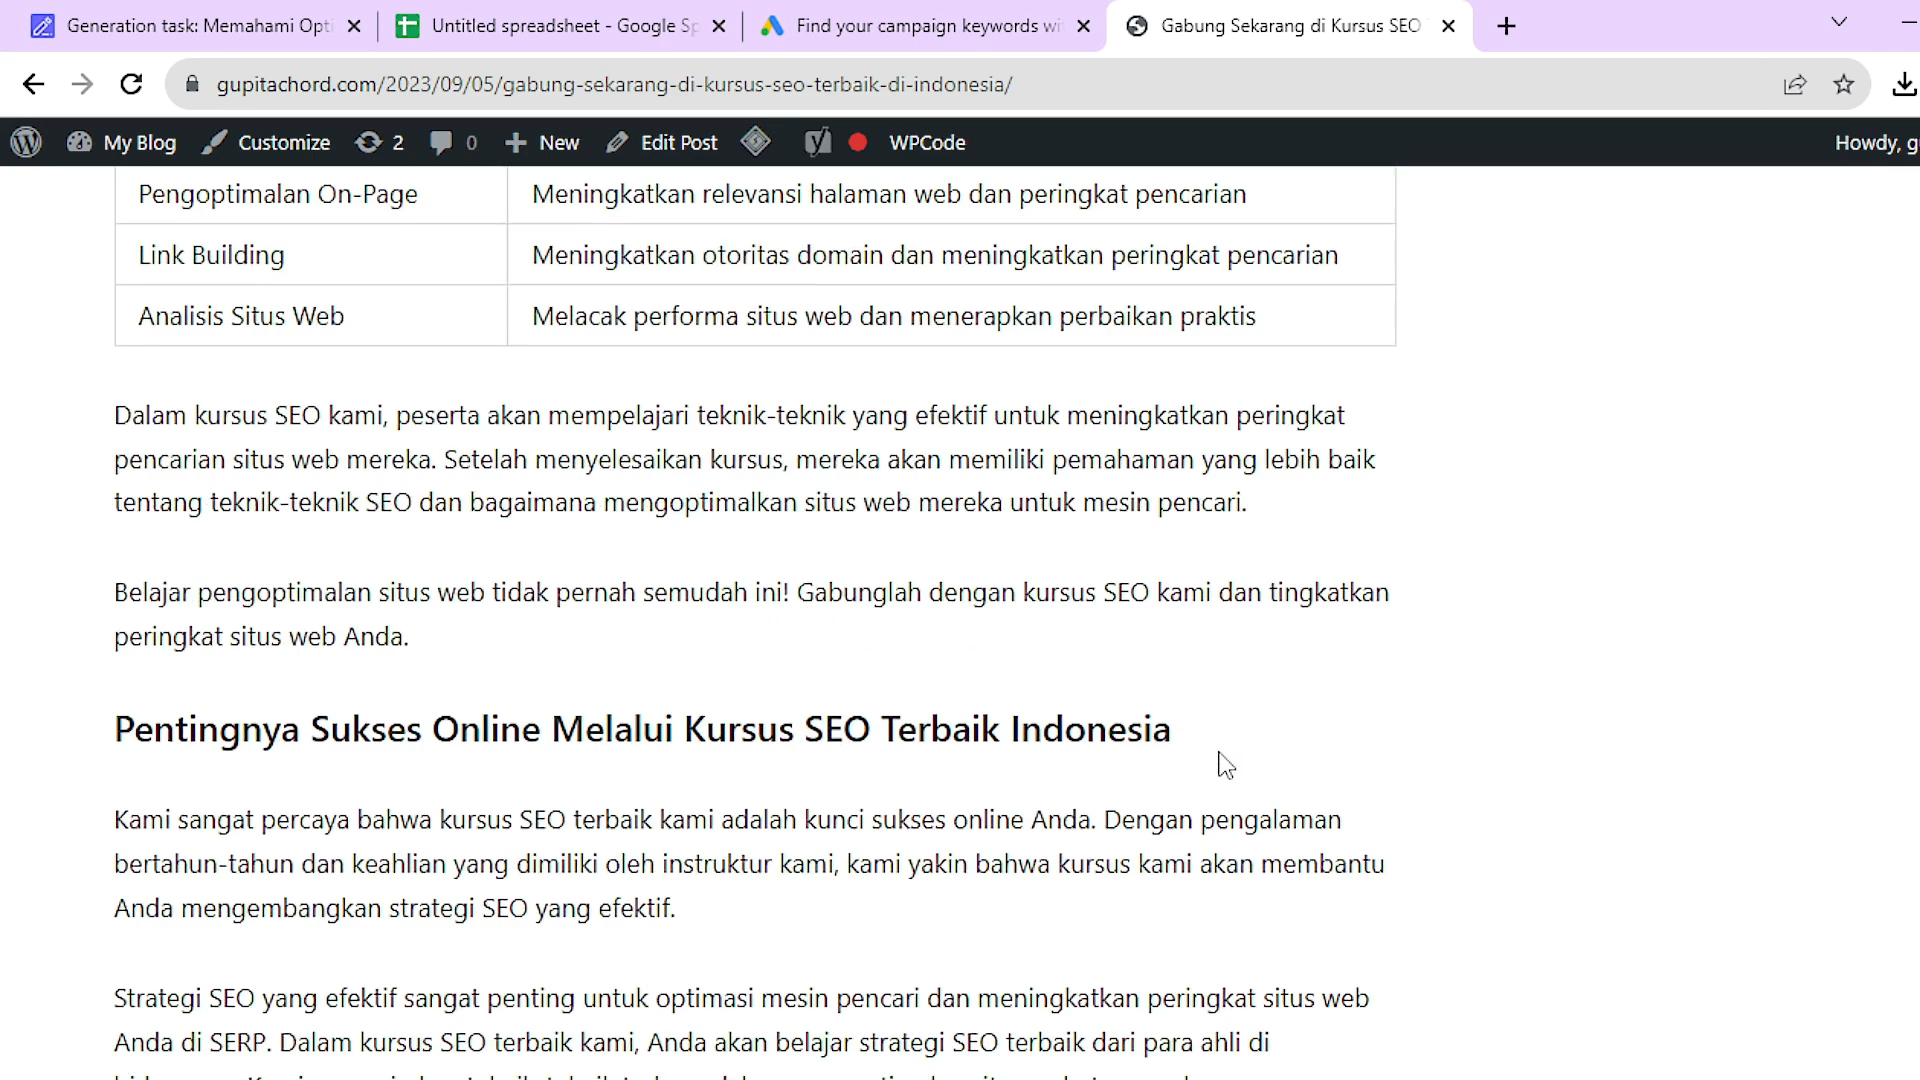 Generation task: Memahami Opti
Untitled spreadsheet - Google Sp
Find your campaign keywords wi
Gabung Sekarang di Kursus SEO
gupitachord.com/2023/09/05/gabung-sekarang-di-kursus-seo-terbaik-di-indonesia/
My Blog Customize 2 0 New Edit Post WPCode Howdy, g
Pengoptimalan On-Page Meningkatkan relevansi halaman web dan peringkat pencarian
Link Building Meningkatkan otoritas domain dan meningkatkan peringkat pencarian
Analisis Situs Web Melacak performa situs web dan menerapkan perbaikan praktis
Dalam kursus SEO kami, peserta akan mempelajari teknik-teknik yang efektif untuk meningkatkan peringkat
pencarian situs web mereka. Setelah menyelesaikan kursus, mereka akan memiliki pemahaman yang lebih baik
tentang teknik-teknik SEO dan bagaimana mengoptimalkan situs web mereka untuk mesin pencari.
Belajar pengoptimalan situs web tidak pernah semudah ini! Gabunglah dengan kursus SEO kami dan tingkatkan
peringkat situs web Anda.
Pentingnya Sukses Online Melalui Kursus SEO Terbaik Indonesia
Kami sangat percaya bahwa kursus SEO terbaik kami adalah kunci sukses online Anda. Dengan pengalaman
bertahun-tahun dan keahlian yang dimiliki oleh instruktur kami, kami yakin bahwa kursus kami akan membantu
Anda mengembangkan strategi SEO yang efektif.
Strategi SEO yang efektif sangat penting untuk optimasi mesin pencari dan meningkatkan peringkat situs web
Anda di SERP. Dalam kursus SEO terbaik kami, Anda akan belajar strategi SEO terbaik dari para ahli di